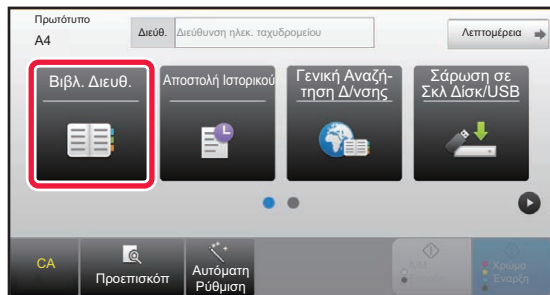 Πρωτότυπο
A4
Διεύθ.
Διεύθυνση ηλεκ. ταχυδρομείου
Λεπτομέρεια
Βιβλ. Διευθ.
Αποστολή Ιστορικού
Γενική Αναζή-
τηση Δ/νσης
Σάρωση σε
Σκλ Δίσκ/USB
CA
Προεπισκόπ
Αυτόματη
Ρύθμιση
Χρώμα
Έναρξη